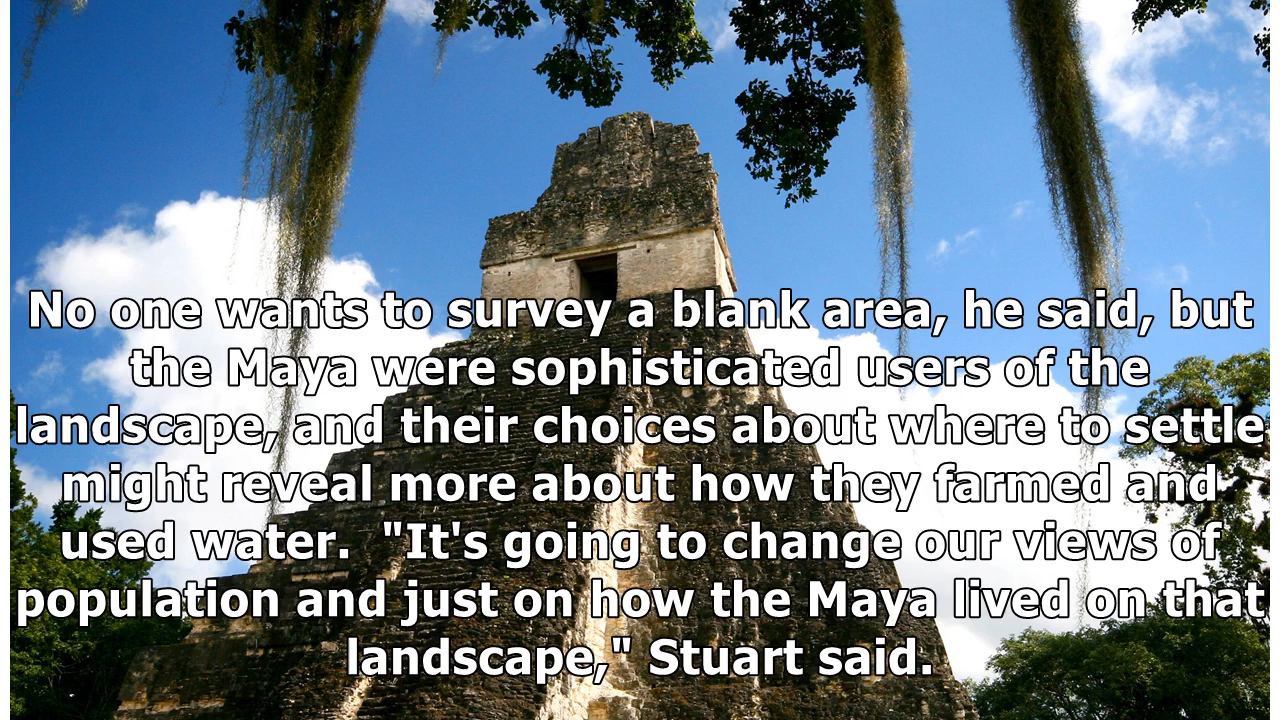 No one wants to survey a blank area, he said, but
the Maya were sophisticated users of the
landscape, and their choices about where to settle
might reveal more about how they farmed and
used water.  "It's going to change our views of
population and just on how the Maya lived on that
landscape," Stuart said.